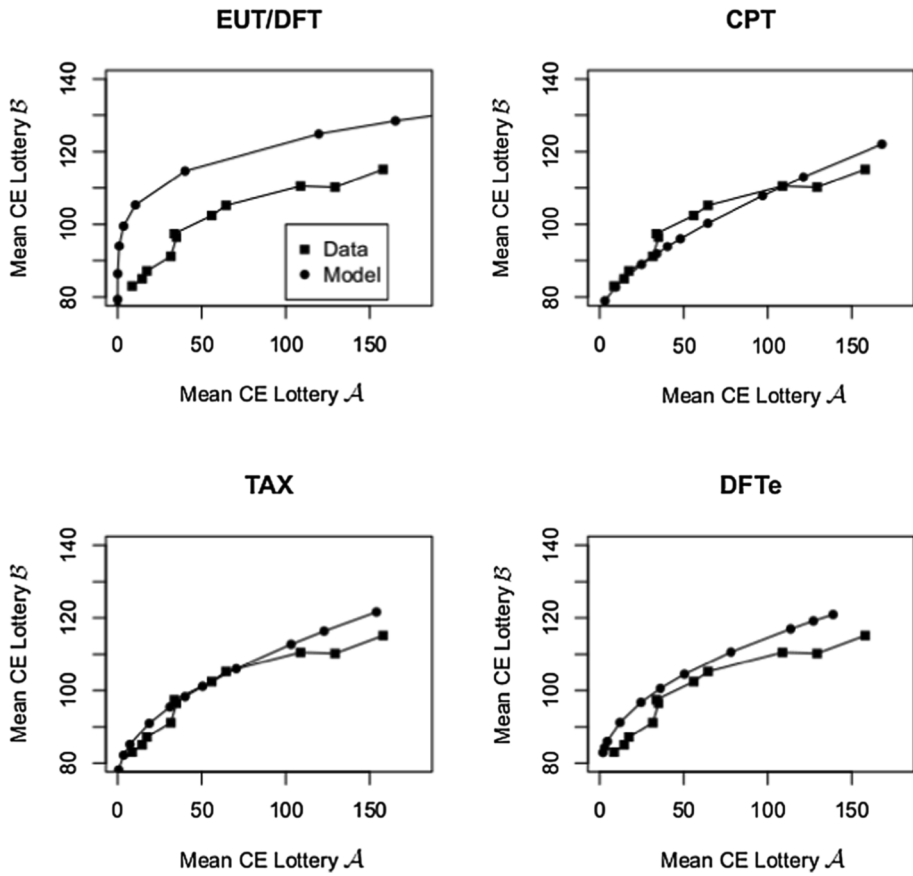 EUT/DFT
Mean CE Lottery ℬ
80 100 120 140
Data
Model
0 50 100 150
Mean CE Lottery 𝒜
CPT
Mean CE Lottery ℬ
80 100 120 140
0 50 100 150
Mean CE Lottery 𝒜
TAX
Mean CE Lottery ℬ
80 100 120 140
0 50 100 150
Mean CE Lottery 𝒜
DFTe
Mean CE Lottery ℬ
80 100 120 140
0 50 100 150
Mean CE Lottery 𝒜